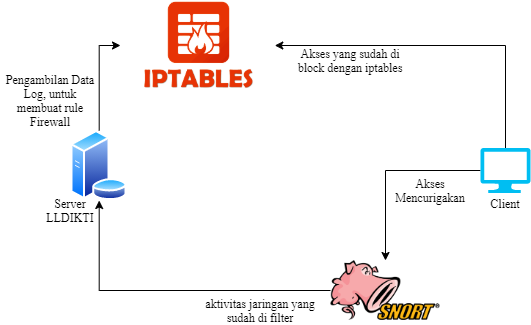 IPTABLES
Akses yang sudah di
block dengan iptables
Pengambilan Data
Log, untuk
membuat rule
Firewall
Server
LLDIKTI
Akses
Mencurigakan
Client
aktivitas jaringan yang
sudah di filter
SNORT®